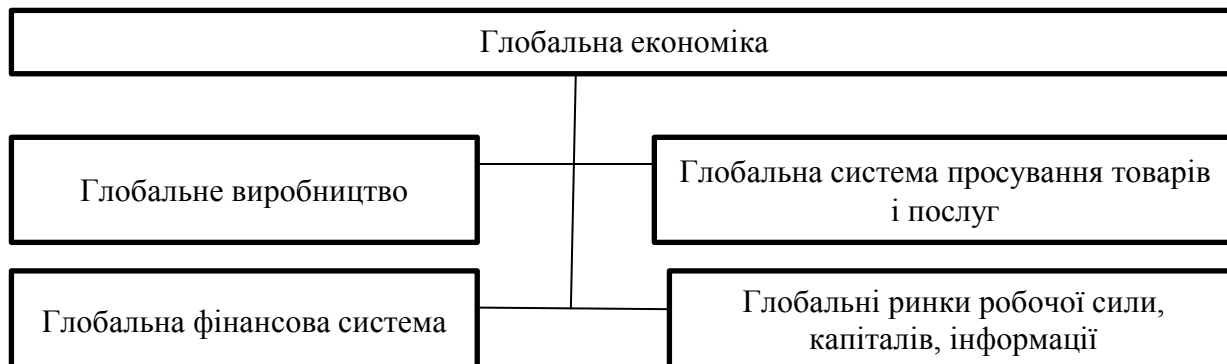 Глобальна економіка
Глобальне виробництво
Глобальна система просування товарів
і послуг
Глобальна фінансова система
Глобальні ринки робочої сили,
капіталів, інформації